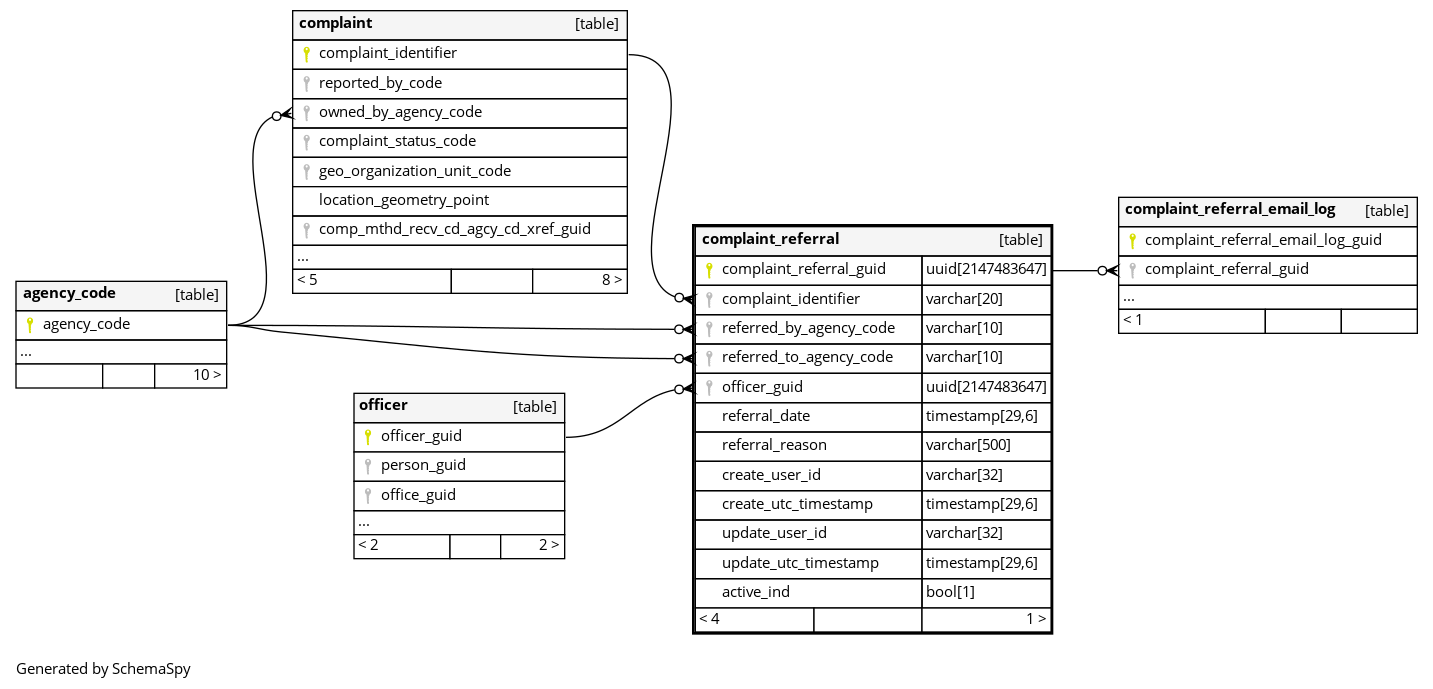 complaint [table]
complaint_identifier
reported_by_code
owned_by_agency_code
complaint_status_code
geo_organization_unit_code
location_geometry_point
comp_mthd_recv_cd_agcy_cd_xref_guid
...
< 5 8 >
agency_code [table]
agency_code
...
10 >
officer [table]
officer_guid
person_guid
office_guid
...
< 2 2 >
complaint_referral [table]
complaint_referral_guid uuid[2147483647]
complaint_identifier varchar[20]
referred_by_agency_code varchar[10]
referred_to_agency_code varchar[10]
officer_guid uuid[2147483647]
referral_date timestamp[29,6]
referral_reason varchar[500]
create_user_id varchar[32]
create_utc_timestamp timestamp[29,6]
update_user_id varchar[32]
update_utc_timestamp timestamp[29,6]
active_ind bool[1]
< 4 1 >
complaint_referral_email_log [table]
complaint_referral_email_log_guid
complaint_referral_guid
...
< 1
Generated by SchemaSpy